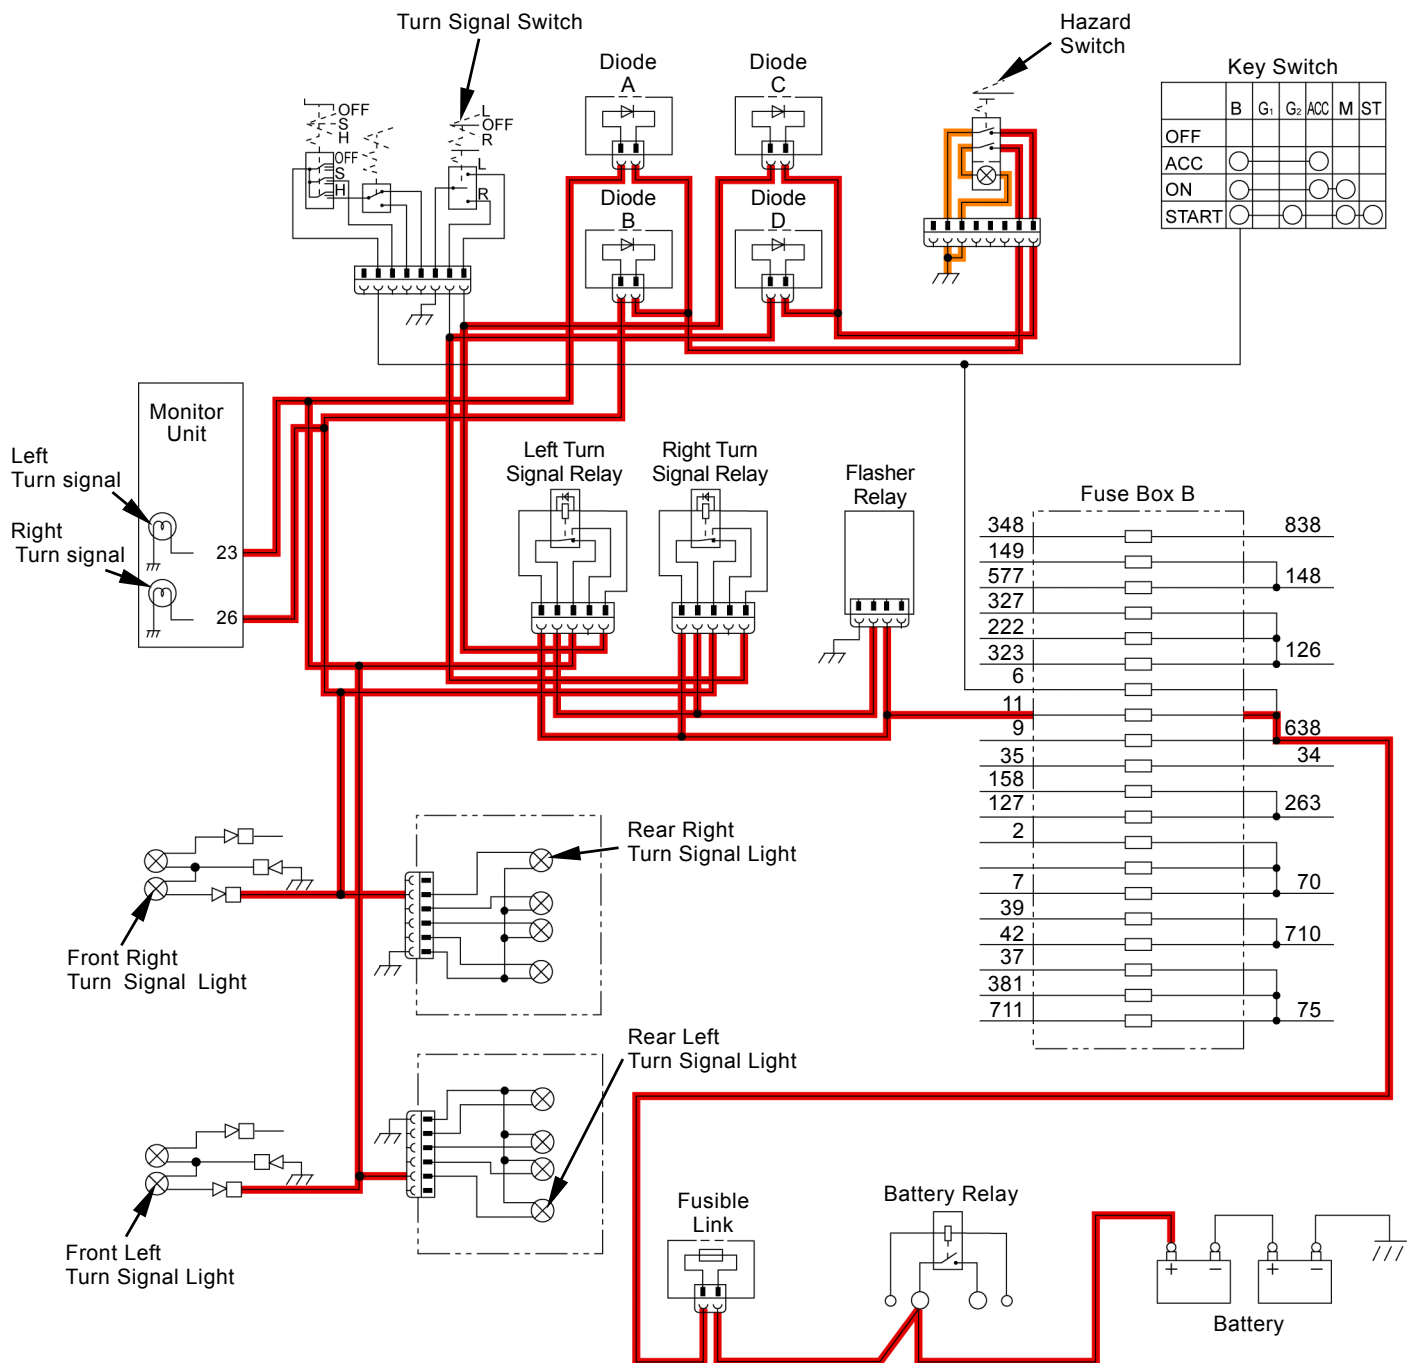 Turn Signal Switch
Hazard
Switch
Diode
A
Diode
C
Key Switch
B G₁ G₂ ACC M ST
OFF
ACC
ON
START
OFF
S
H
OFF
S
H
L
OFF
R
L
R
Diode
B
Diode
D
Monitor
Unit
Left
Turn signal
Right
Turn signal
23
26
Left Turn
Signal Relay
Right Turn
Signal Relay
Flasher
Relay
Fuse Box B
348 838
149
577 148
327
222
323 126
6
11
9 638
35 34
158
127 263
2
7 70
39
42 710
37
381
711 75
Rear Right
Turn Signal Light
Front Right
Turn Signal Light
Rear Left
Turn Signal Light
Front Left
Turn Signal Light
Fusible
Link
Battery Relay
+ − + −
Battery